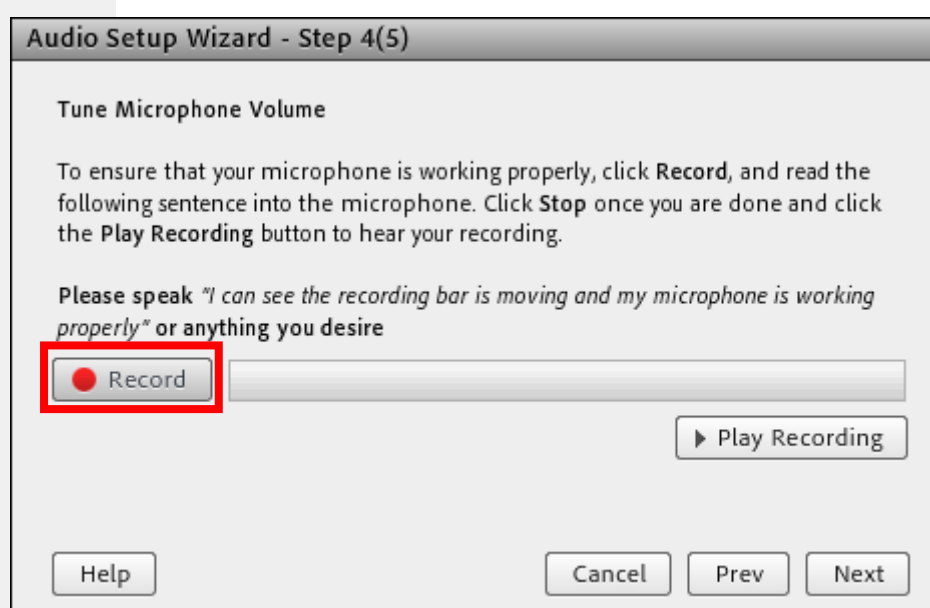 Audio Setup Wizard - Step 4(5)
Tune Microphone Volume
To ensure that your microphone is working properly, click Record, and read the
following sentence into the microphone. Click Stop once you are done and click
the Play Recording button to hear your recording.
Please speak "I can see the recording bar is moving and my microphone is working
properly" or anything you desire
Record
Play Recording
Help Cancel Prev Next